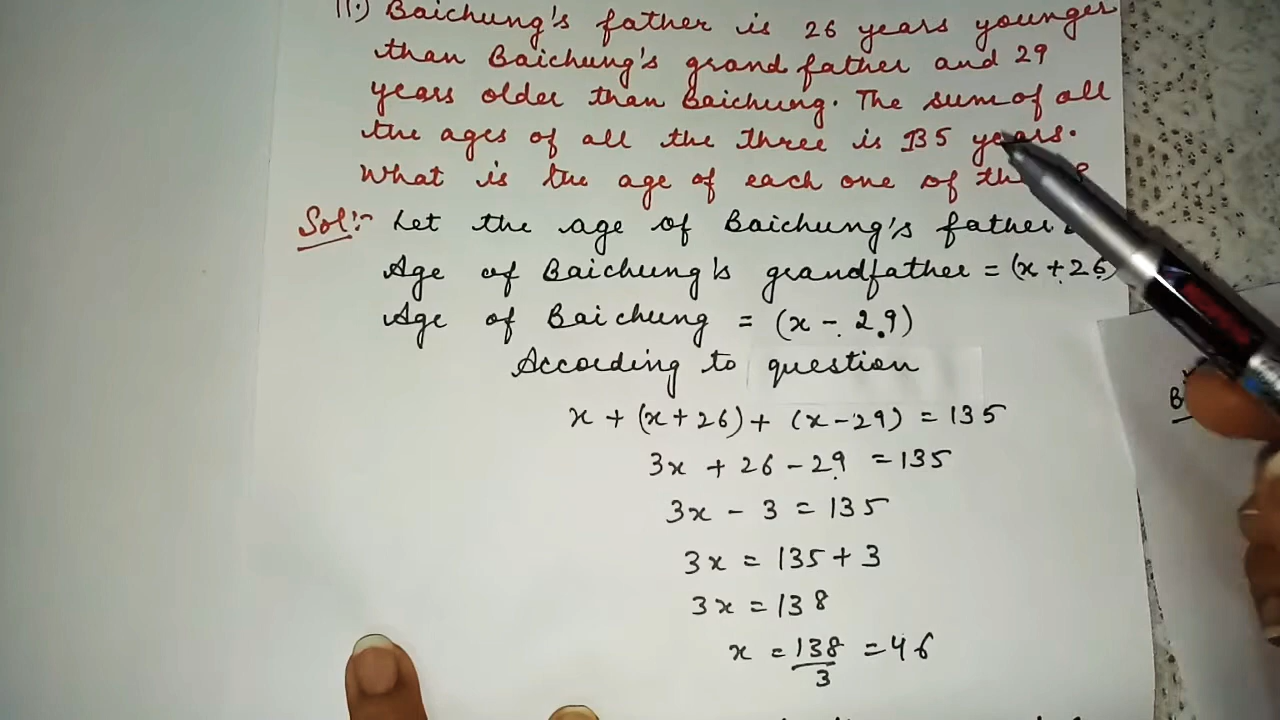 11.) Baichung's father is 26 years younger
than Baichung's grand father and 29
years older than Baichung. The sum of all
the ages of all the three is 135 years.
What is the age of each one of
Sol:- Let the age of Baichung's father
Age of Baichung's grandfather = (x + 26)
Age of Baichung = (x - 29)
According to question
x + (x + 26) + (x - 29) = 135
3x + 26 - 29 = 135
3x - 3 = 135
3x = 135 + 3
3x = 138
x = 138/3 = 46